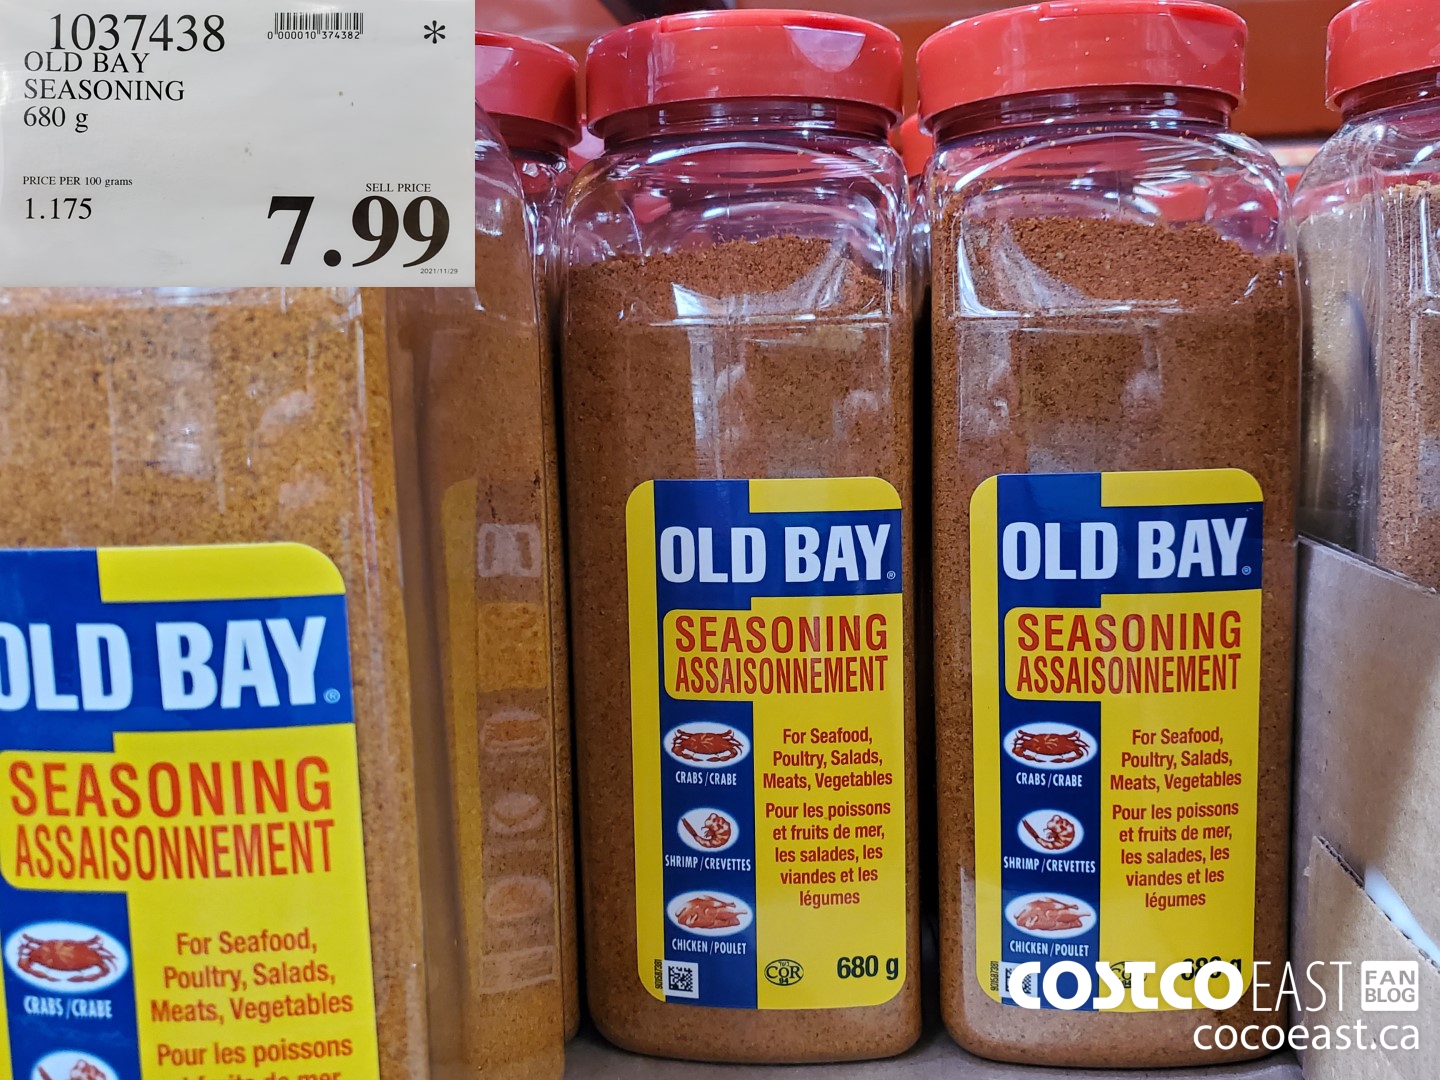 1037438
0 000010 374382
*
OLD BAY
SEASONING
680 g
PRICE PER 100 grams
1.175
SELL PRICE
7.99
2021/11/29
OLD BAY®
SEASONING
ASSAISONNEMENT
CRABS/CRABE
For Seafood,
Poultry, Salads,
Meats, Vegetables
Pour les poissons
et fruits de mer,
OLD BAY®
SEASONING
ASSAISONNEMENT
CRABS/CRABE
SHRIMP/CREVETTES
CHICKEN/POULET
For Seafood,
Poultry, Salads,
Meats, Vegetables
Pour les poissons
et fruits de mer,
les salades, les
viandes et les
légumes
COR
680 g
OLD BAY®
SEASONING
ASSAISONNEMENT
CRABS/CRABE
SHRIMP/CREVETTES
CHICKEN/POULET
For Seafood,
Poultry, Salads,
Meats, Vegetables
Pour les poissons
et fruits de mer,
les salades, les
viandes et les
légumes
680 g
COSTCO EAST FAN BLOG
cocoeast.ca